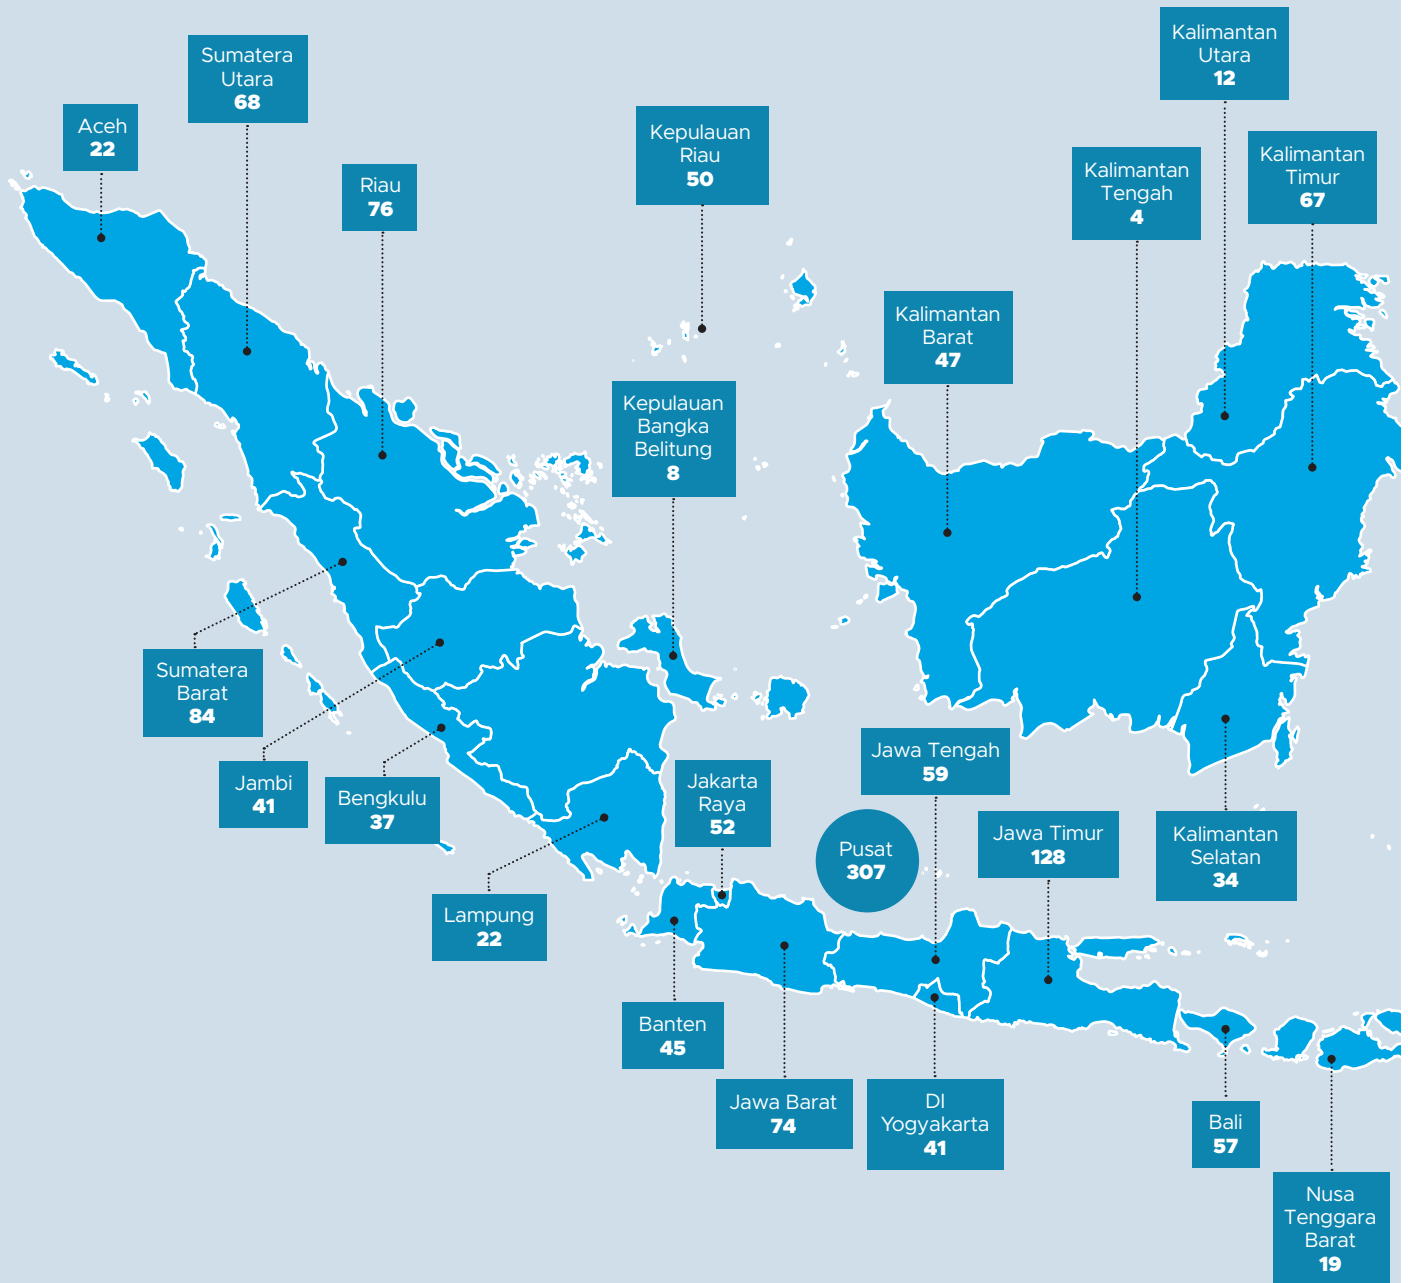 Sumatera
Utara
68
Aceh
22
Riau
76
Kepulauan
Riau
50
Kalimantan
Utara
12
Kalimantan
Tengah
4
Kalimantan
Timur
67
Kalimantan
Barat
47
Kepulauan
Bangka
Belitung
8
Sumatera
Barat
84
Jambi
41
Bengkulu
37
Lampung
22
Jakarta
Raya
52
Pusat
307
Jawa Tengah
59
Jawa Timur
128
Kalimantan
Selatan
34
Banten
45
Jawa Barat
74
DI
Yogyakarta
41
Bali
57
Nusa
Tenggara
Barat
19